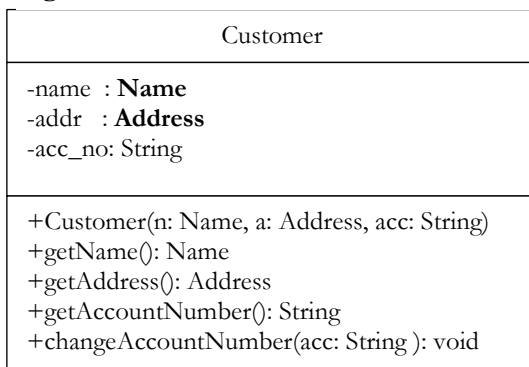 Customer
-name : Name
-addr : Address
-acc_no: String
+Customer(n: Name, a: Address, acc: String)
+getName(): Name
+getAddress(): Address
+getAccountNumber(): String
+changeAccountNumber(acc: String ): void